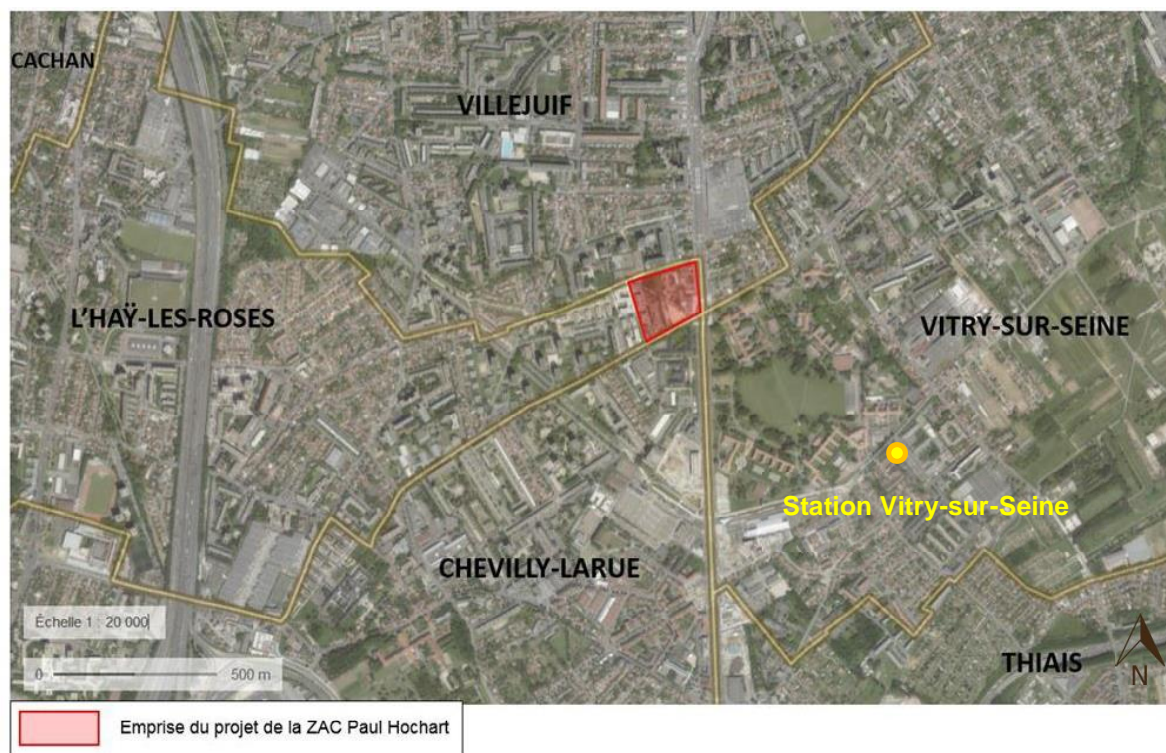 CACHAN
VILLEJUIF
L'HAŸ-LES-ROSES
VITRY-SUR-SEINE
Station Vitry-sur-Seine
CHEVILLY-LARUE
Échelle 1 : 20 000
THIAIS
0 500 m
N
Emprise du projet de la ZAC Paul Hochart